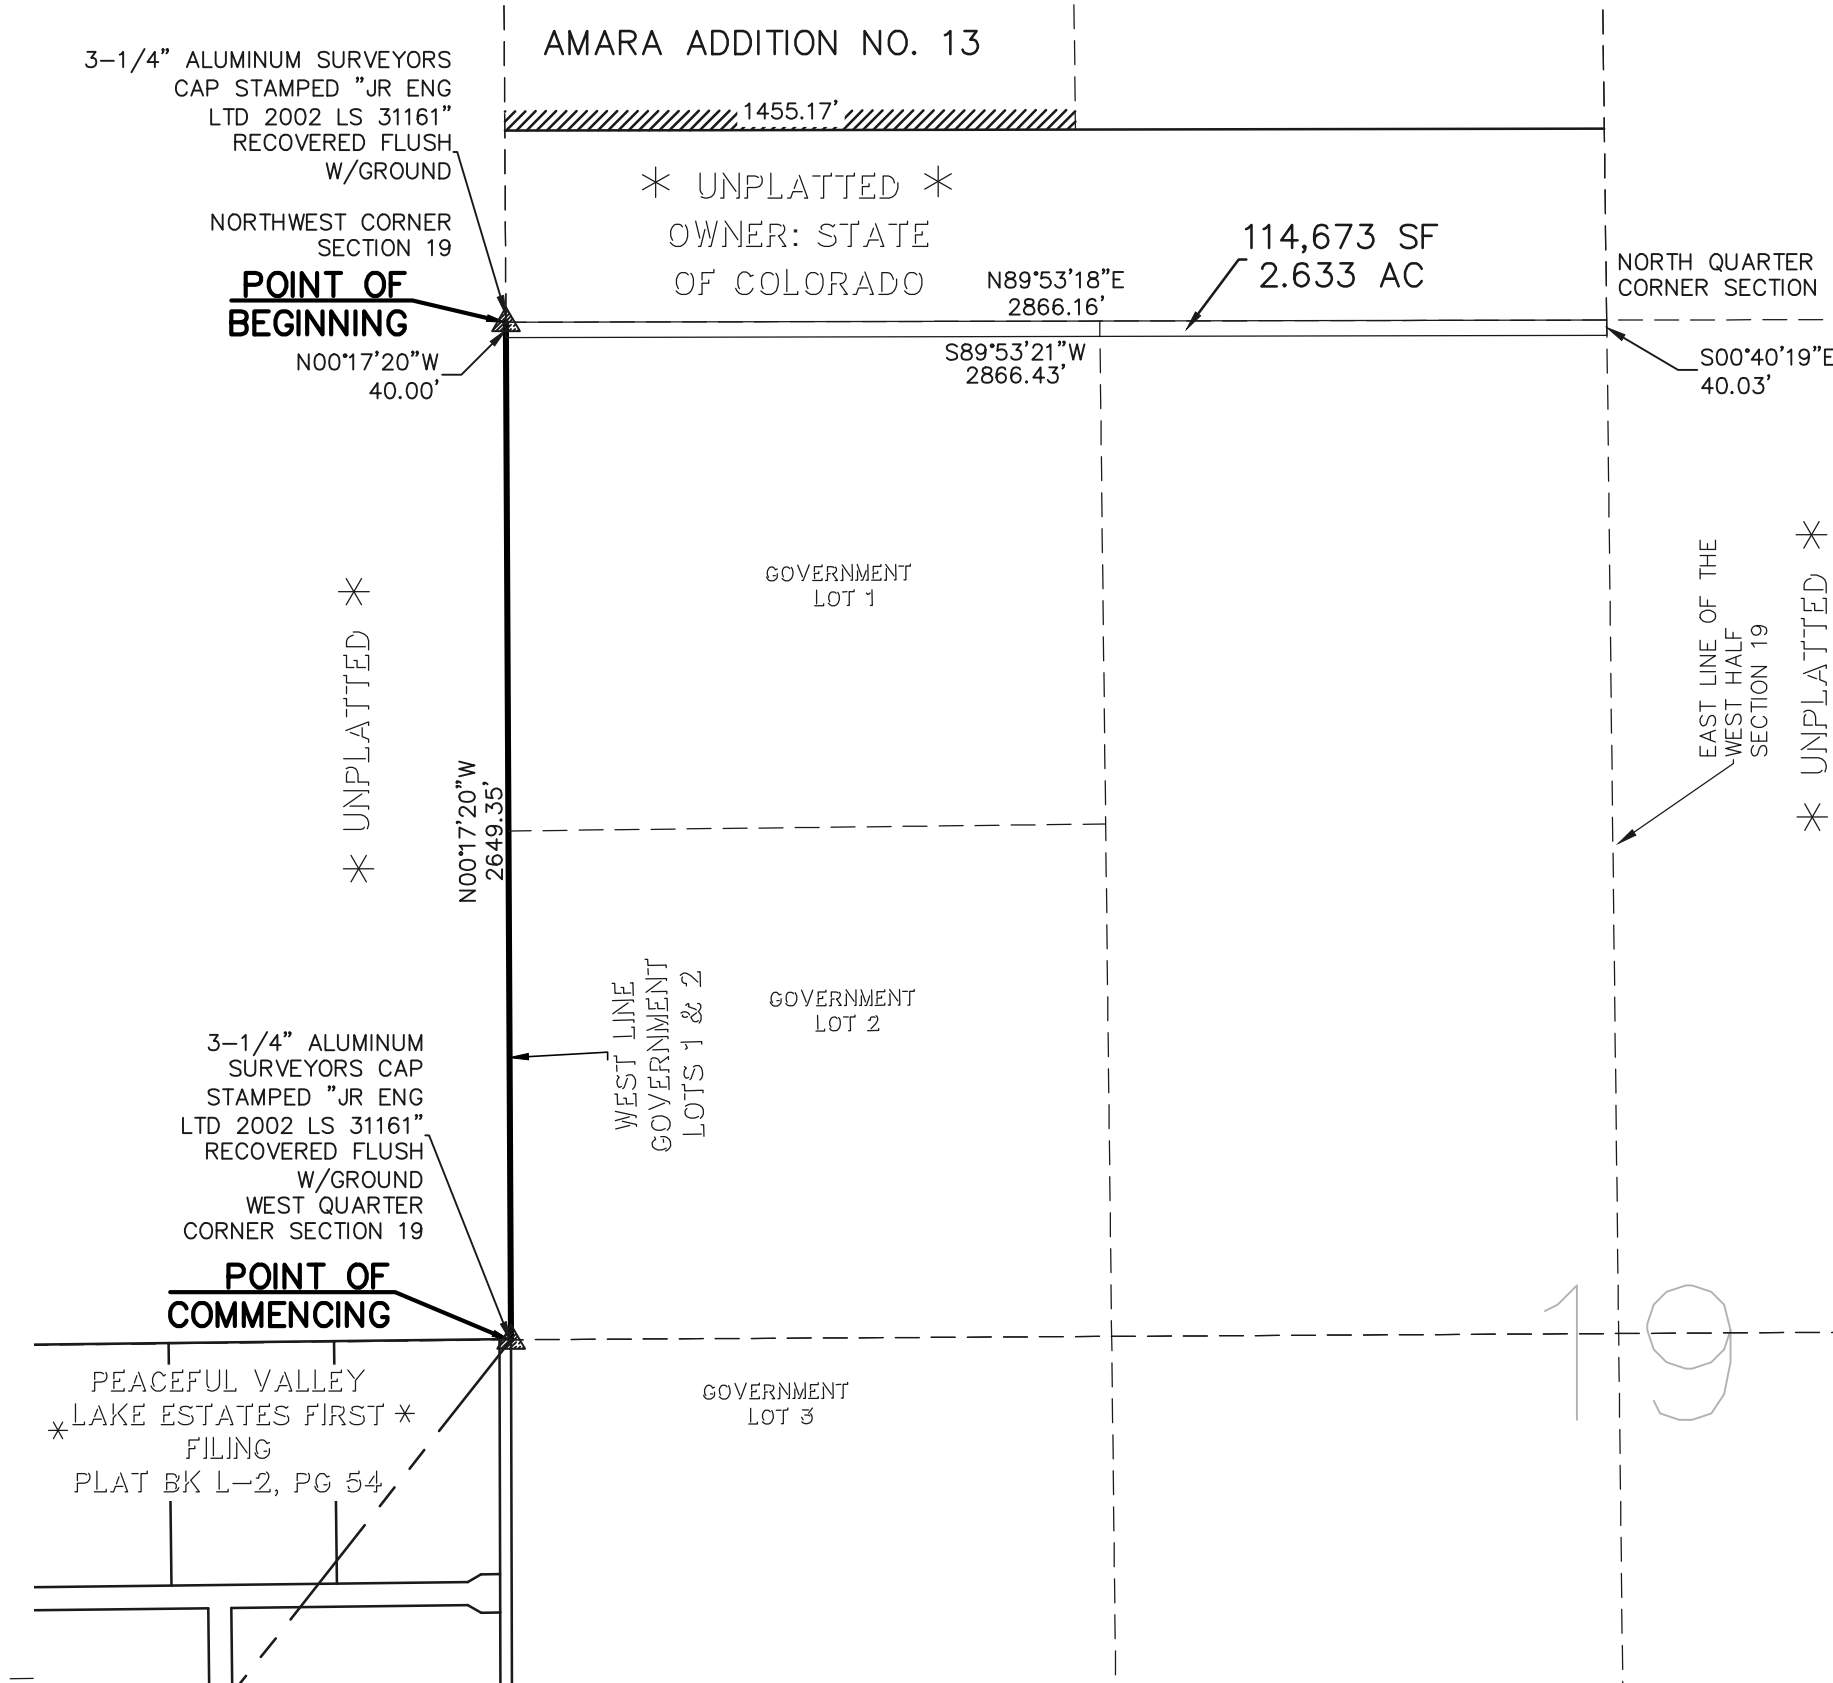 AMARA ADDITION NO. 13
3-1/4" ALUMINUM SURVEYORS
CAP STAMPED "JR ENG
LTD 2002 LS 31161"
RECOVERED FLUSH
W/GROUND
1455.17'
* UNPLATTED *
OWNER: STATE
OF COLORADO
NORTHWEST CORNER
SECTION 19
POINT OF
BEGINNING
N00°17'20"W
40.00'
N89°53'18"E
2866.16'
S89°53'21"W
2866.43'
114,673 SF
2.633 AC
NORTH QUARTER
CORNER SECTION
S00°40'19"E
40.03'
GOVERNMENT
LOT 1
* UNPLATTED *
N00°17'20"W
2649.35'
EAST LINE OF THE
WEST HALF
SECTION 19
* UNPLATTED *
WEST LINE
GOVERNMENT
LOTS 1 & 2
GOVERNMENT
LOT 2
3-1/4" ALUMINUM
SURVEYORS CAP
STAMPED "JR ENG
LTD 2002 LS 31161"
RECOVERED FLUSH
W/GROUND
WEST QUARTER
CORNER SECTION 19
POINT OF
COMMENCING
19
PEACEFUL VALLEY
* LAKE ESTATES FIRST *
FILING
PLAT BK L-2, PG 54
GOVERNMENT
LOT 3